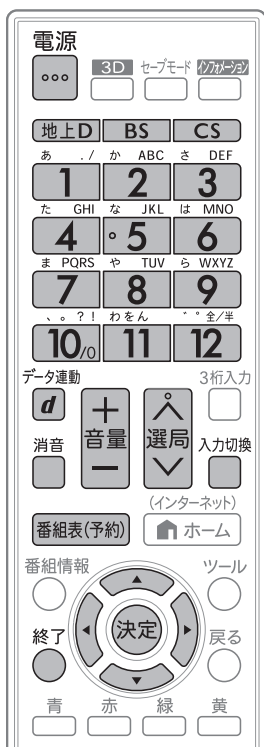 電源
3D セーブモード インフォメーション
地上D BS CS
あ ./ か ABC さ DEF
1 2 3
た GHI な JKL は MNO
4 5 6
ま PQRS や TUV ら WXYZ
7 8 9
、。?! わをん ゛゜全/半
10/0 11 12
データ連動 3桁入力
d + 音量 − 選局
消音 入力切換
(インターネット)
番組表(予約) ホーム
番組情報 ツール
決定
終了 戻る
青 赤 緑 黄